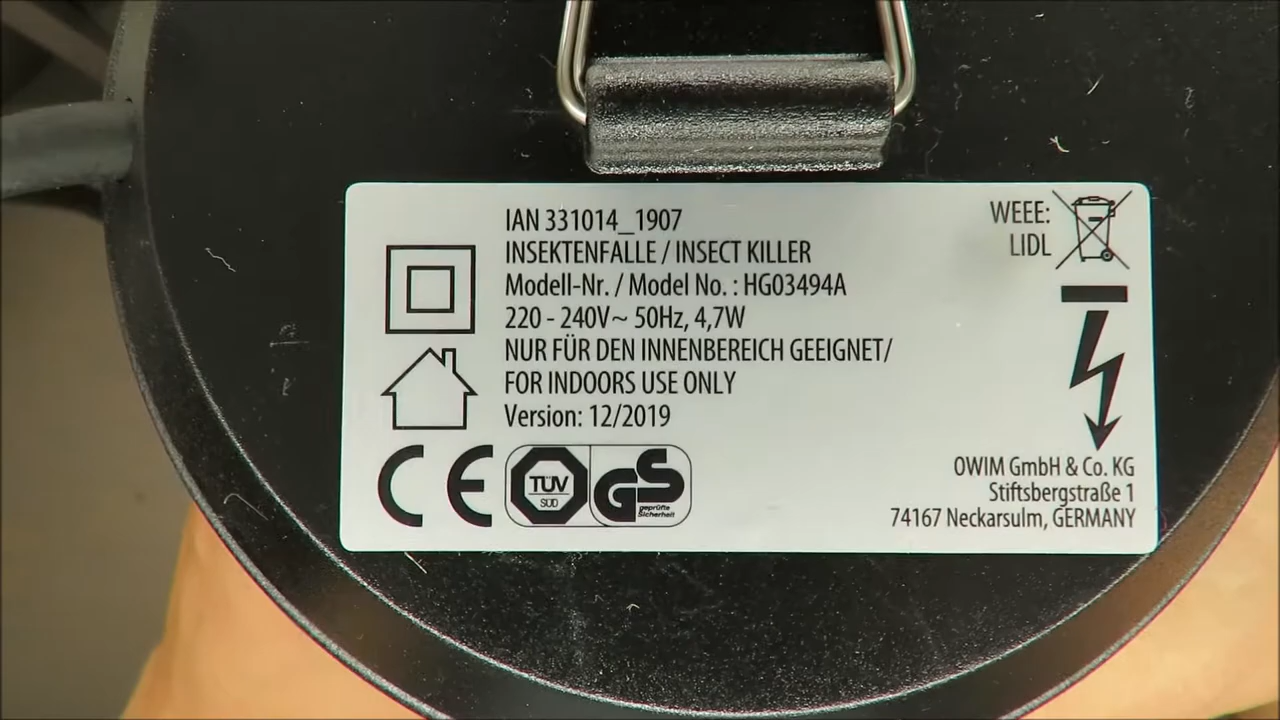 IAN 331014_1907
INSEKTENFALLE / INSECT KILLER
Modell-Nr. / Model No. : HG03494A
220 - 240V~ 50Hz, 4,7W
NUR FÜR DEN INNENBEREICH GEEIGNET/
FOR INDOORS USE ONLY
Version: 12/2019
CE
TÜV
SÜD
GS
geprüfte
Sicherheit
WEEE:
LIDL
OWIM GmbH & Co. KG
Stiftsbergstraße 1
74167 Neckarsulm, GERMANY